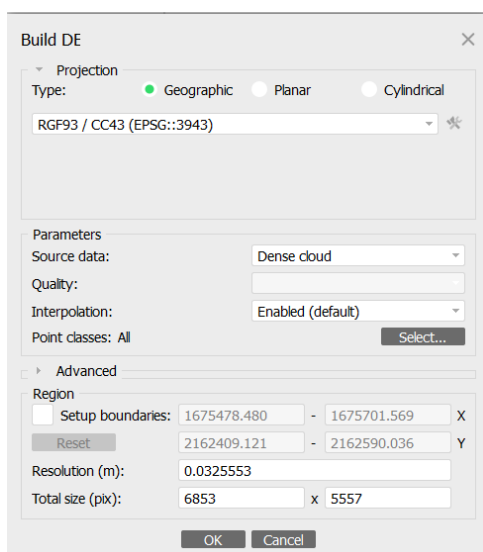 Build DE
Projection
Type: Geographic Planar Cylindrical
RGF93 / CC43 (EPSG::3943)
Parameters
Source data: Dense cloud
Quality:
Interpolation: Enabled (default)
Point classes: All Select...
Advanced
Region
Setup boundaries: 1675478.480 - 1675701.569 X
Reset 2162409.121 - 2162590.036 Y
Resolution (m): 0.0325553
Total size (pix): 6853 x 5557
OK Cancel